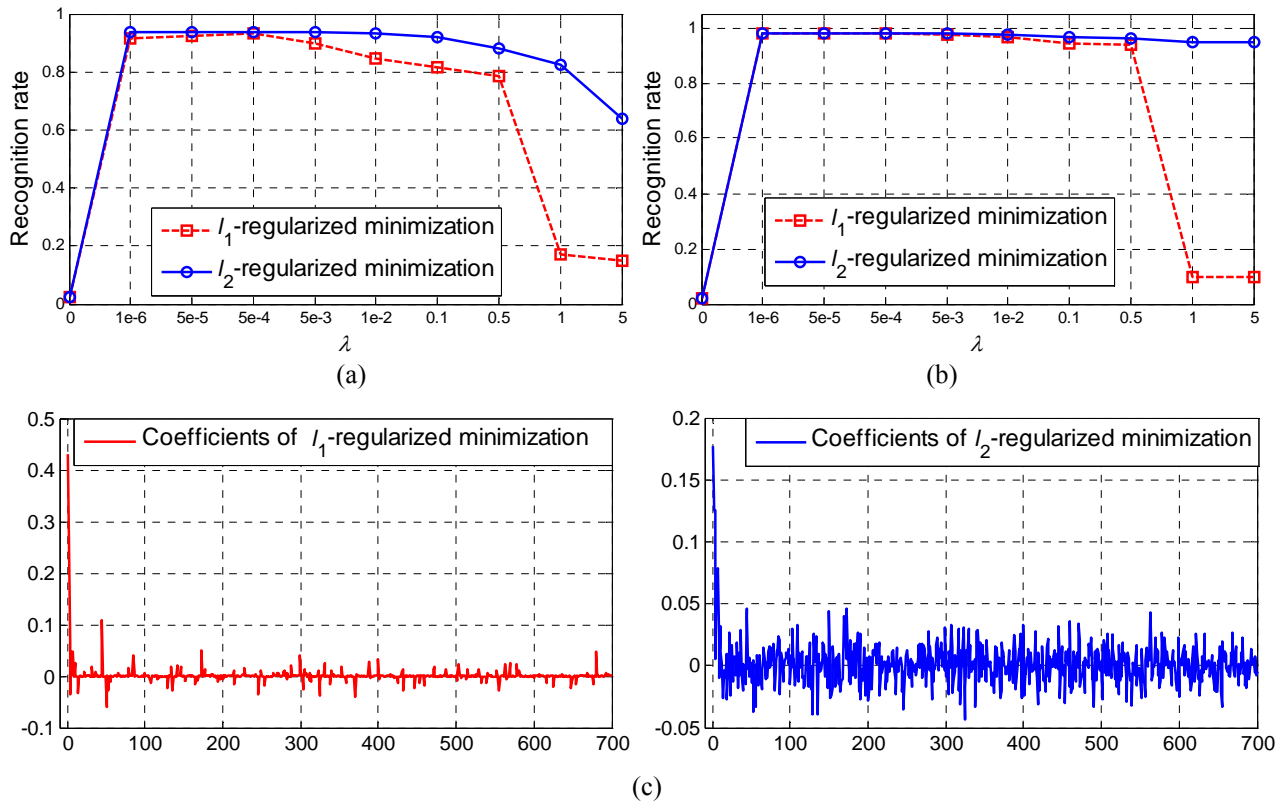 1
0.8
0.6
0.4
0.2
0
Recognition rate
l1-regularized minimization
l2-regularized minimization
0 1e-6 5e-5 5e-4 5e-3 1e-2 0.1 0.5 1 5
λ
(a)
1
0.8
0.6
0.4
0.2
0
Recognition rate
l1-regularized minimization
l2-regularized minimization
0 1e-6 5e-5 5e-4 5e-3 1e-2 0.1 0.5 1 5
λ
(b)
0.5
0.4
0.3
0.2
0.1
0
-0.1
Coefficients of l1-regularized minimization
0 100 200 300 400 500 600 700
0.2
0.15
0.1
0.05
0
-0.05
Coefficients of l2-regularized minimization
0 100 200 300 400 500 600 700
(c)